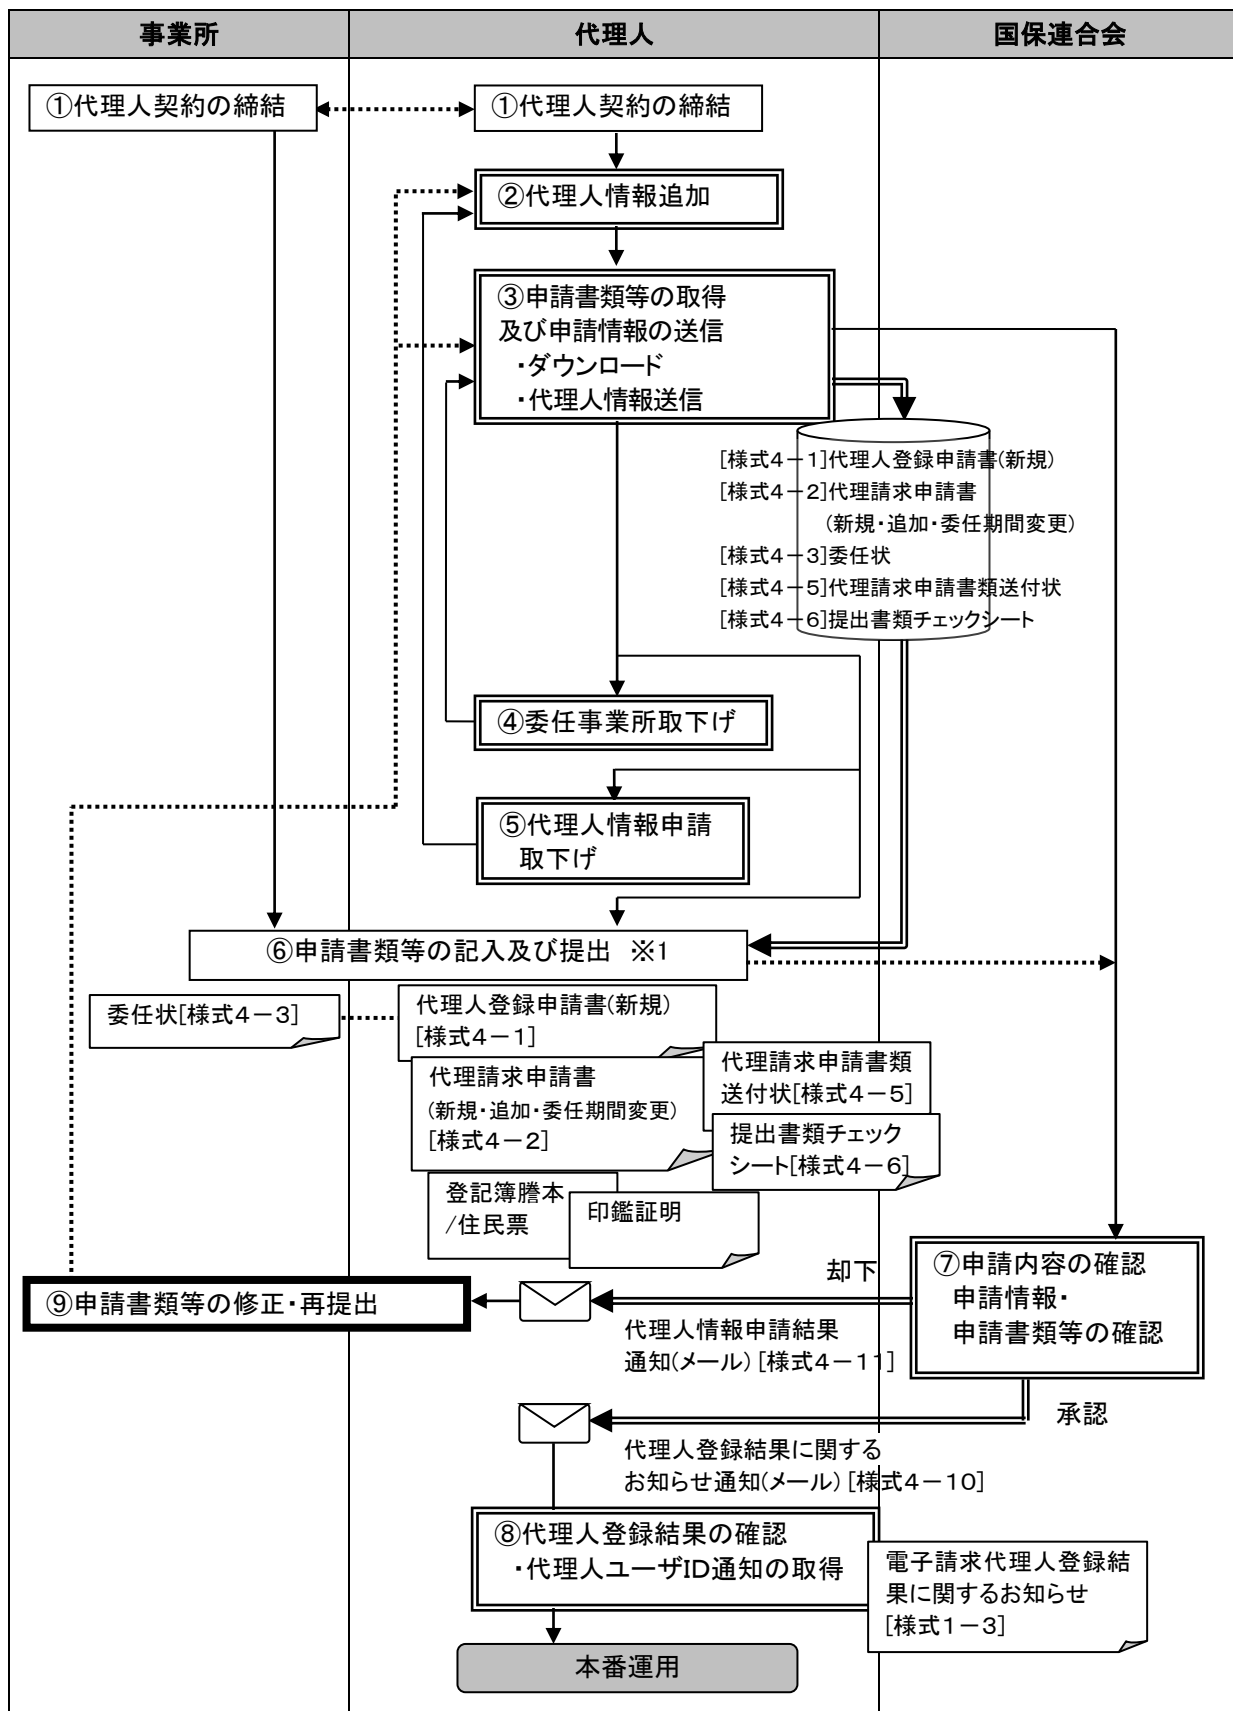 事業所
代理人
国保連合会
①代理人契約の締結
①代理人契約の締結
②代理人情報追加
③申請書類等の取得
及び申請情報の送信
・ダウンロード
・代理人情報送信
[様式4-1]代理人登録申請書(新規)
[様式4-2]代理請求申請書
(新規・追加・委任期間変更)
[様式4-3]委任状
[様式4-5]代理請求申請書類送付状
[様式4-6]提出書類チェックシート
④委任事業所取下げ
⑤代理人情報申請
取下げ
⑥申請書類等の記入及び提出 ※1
委任状[様式4-3]
代理人登録申請書(新規)
[様式4-1]
代理請求申請書
(新規・追加・委任期間変更)
[様式4-2]
代理請求申請書類
送付状[様式4-5]
提出書類チェック
シート[様式4-6]
登記簿謄本
/住民票
印鑑証明
⑦申請内容の確認
申請情報・
申請書類等の確認
却下
⑨申請書類等の修正・再提出
代理人情報申請結果
通知(メール)[様式4-11]
承認
代理人登録結果に関する
お知らせ通知(メール)[様式4-10]
⑧代理人登録結果の確認
・代理人ユーザID通知の取得
電子請求代理人登録結
果に関するお知らせ
[様式1-3]
本番運用